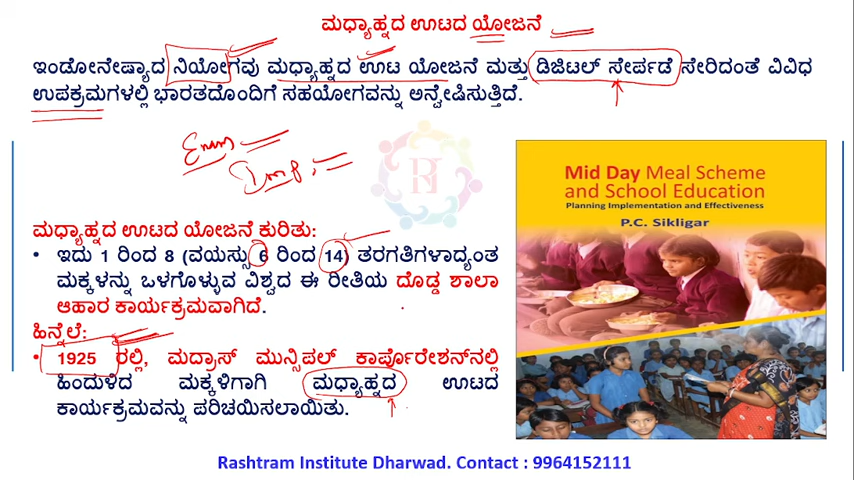 ಮಧ್ಯಾಹ್ನದ ಊಟದ ಯೋಜನೆ
ಇಂಡೋನೇಷ್ಯಾದ ನಿಯೋಗವು ಮಧ್ಯಾಹ್ನದ ಊಟ ಯೋಜನೆ ಮತ್ತು ಡಿಜಿಟಲ್ ಸೇರ್ಪಡೆ ಸೇರಿದಂತೆ ವಿವಿಧ
ಉಪಕ್ರಮಗಳಲ್ಲಿ ಭಾರತದೊಂದಿಗೆ ಸಹಯೋಗವನ್ನು ಅನ್ವೇಷಿಸುತ್ತಿದೆ.
Mid Day Meal Scheme
and School Education
Planning Implementation and Effectiveness
P.C. Sikligar
ಮಧ್ಯಾಹ್ನದ ಊಟದ ಯೋಜನೆ ಕುರಿತು:
• ಇದು 1 ರಿಂದ 8 (ವಯಸ್ಸು 6 ರಿಂದ 14) ತರಗತಿಗಳಾದ್ಯಂತ
ಮಕ್ಕಳನ್ನು ಒಳಗೊಳ್ಳುವ ವಿಶ್ವದ ಈ ರೀತಿಯ ದೊಡ್ಡ ಶಾಲಾ
ಆಹಾರ ಕಾರ್ಯಕ್ರಮವಾಗಿದೆ.
ಹಿನ್ನೆಲೆ:
• 1925 ರಲ್ಲಿ, ಮದ್ರಾಸ್ ಮುನ್ಸಿಪಲ್ ಕಾರ್ಪೊರೇಶನ್‌ನಲ್ಲಿ
ಹಿಂದುಳಿದ ಮಕ್ಕಳಿಗಾಗಿ ಮಧ್ಯಾಹ್ನದ ಊಟದ
ಕಾರ್ಯಕ್ರಮವನ್ನು ಪರಿಚಯಿಸಲಾಯಿತು.
Rashtram Institute Dharwad. Contact : 9964152111